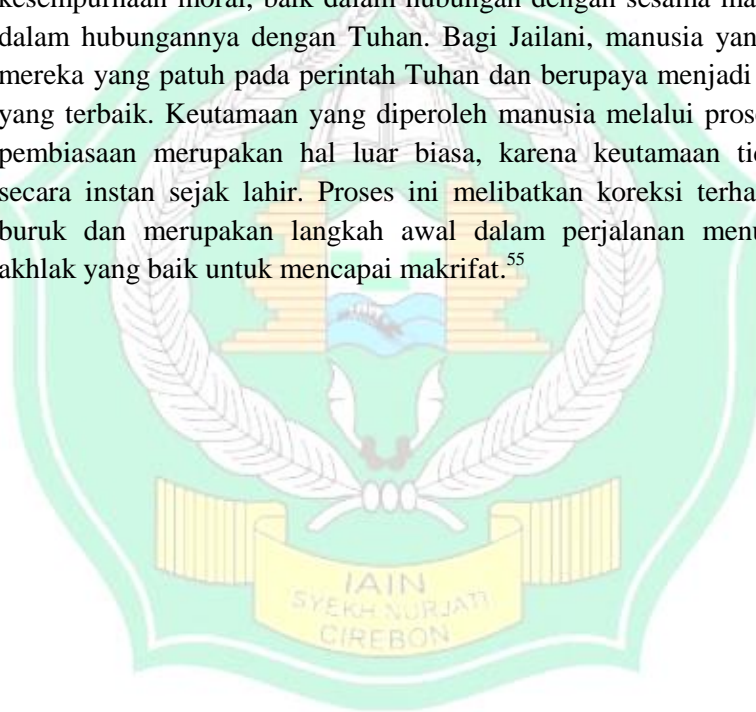 kesempurnaan moral, baik dalam hubungan dengan sesama ma
dalam hubungannya dengan Tuhan. Bagi Jailani, manusia yan
mereka yang patuh pada perintah Tuhan dan berupaya menjadi
yang terbaik. Keutamaan yang diperoleh manusia melalui prose
pembiasaan merupakan hal luar biasa, karena keutamaan tid
secara instan sejak lahir. Proses ini melibatkan koreksi terha
buruk dan merupakan langkah awal dalam perjalanan menu
akhlak yang baik untuk mencapai makrifat.55
IAIN
SYEKH NURJATI
CIREBON